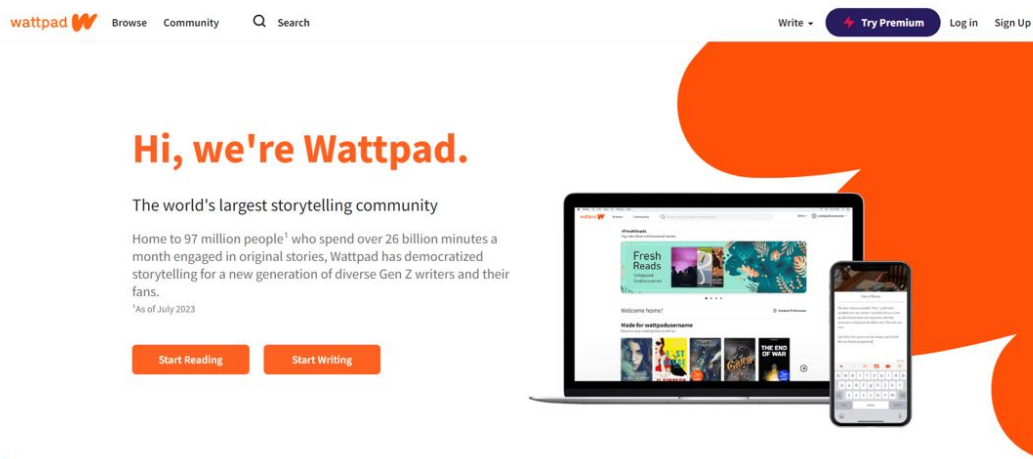 wattpad
Browse Community Search
Write Try Premium Log in Sign Up
Hi, we're Wattpad.
The world's largest storytelling community
Home to 97 million people¹ who spend over 26 billion minutes a
month engaged in original stories, Wattpad has democratized
storytelling for a new generation of diverse Gen Z writers and their
fans.
¹As of July 2023
Start Reading Start Writing
wattpad Browse Community
Fresh
Reads
Welcome home!
Made for wattpadusername
THE END
OF WAR